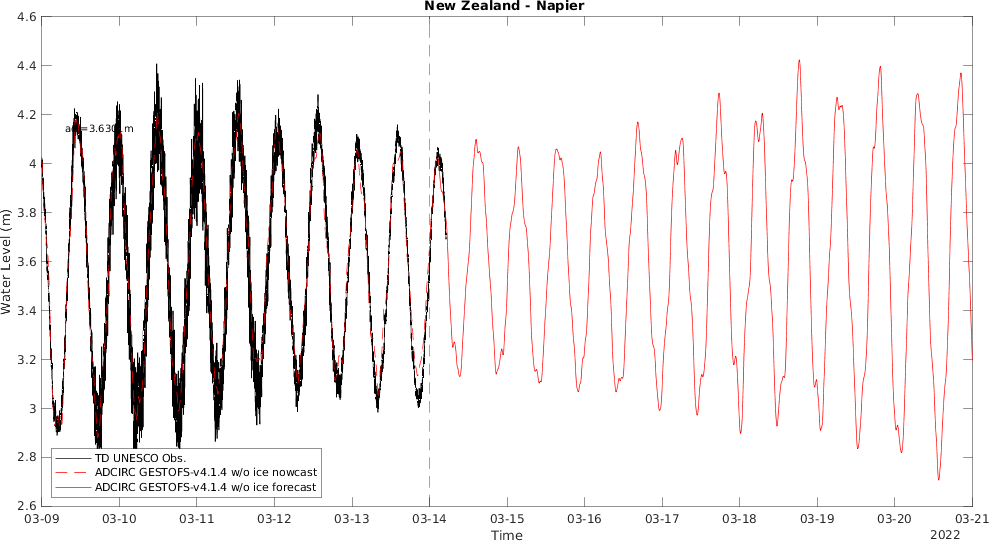 New Zealand - Napier
Water Level (m)
4.6
4.4
4.2
4
3.8
3.6
3.4
3.2
3
2.8
2.6
TD UNESCO Obs.
ADCIRC GESTOFS-v4.1.4 w/o ice nowcast
ADCIRC GESTOFS-v4.1.4 w/o ice forecast
03-09 03-10 03-11 03-12 03-13 03-14 03-15 03-16 03-17 03-18 03-19 03-20 03-21
Time
2022